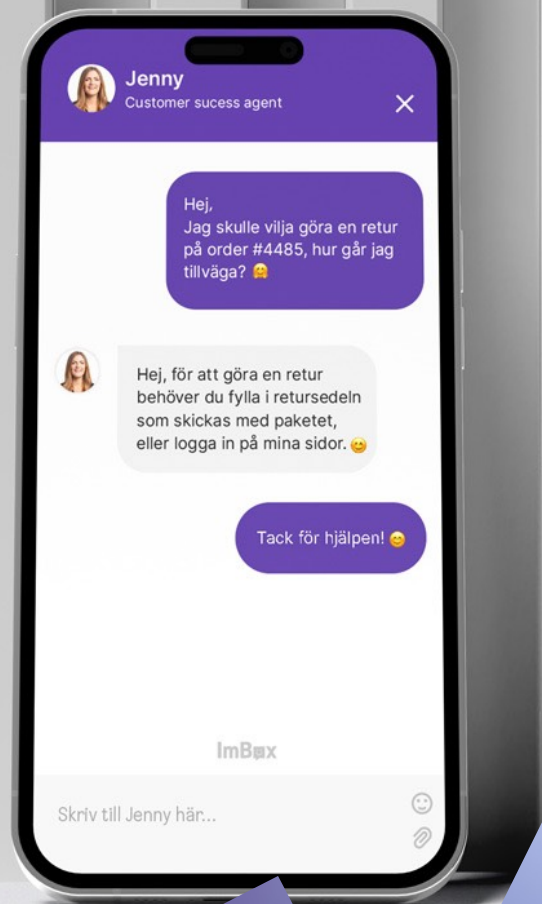 Jenny
Customer sucess agent
Hej,
Jag skulle vilja göra en retur
på order #4485, hur går jag
tillväga? 🤗
Hej, för att göra en retur
behöver du fylla i retursedeln
som skickas med paketet,
eller logga in på mina sidor. 😊
Tack för hjälpen! 😊
ImBox
Skriv till Jenny här...